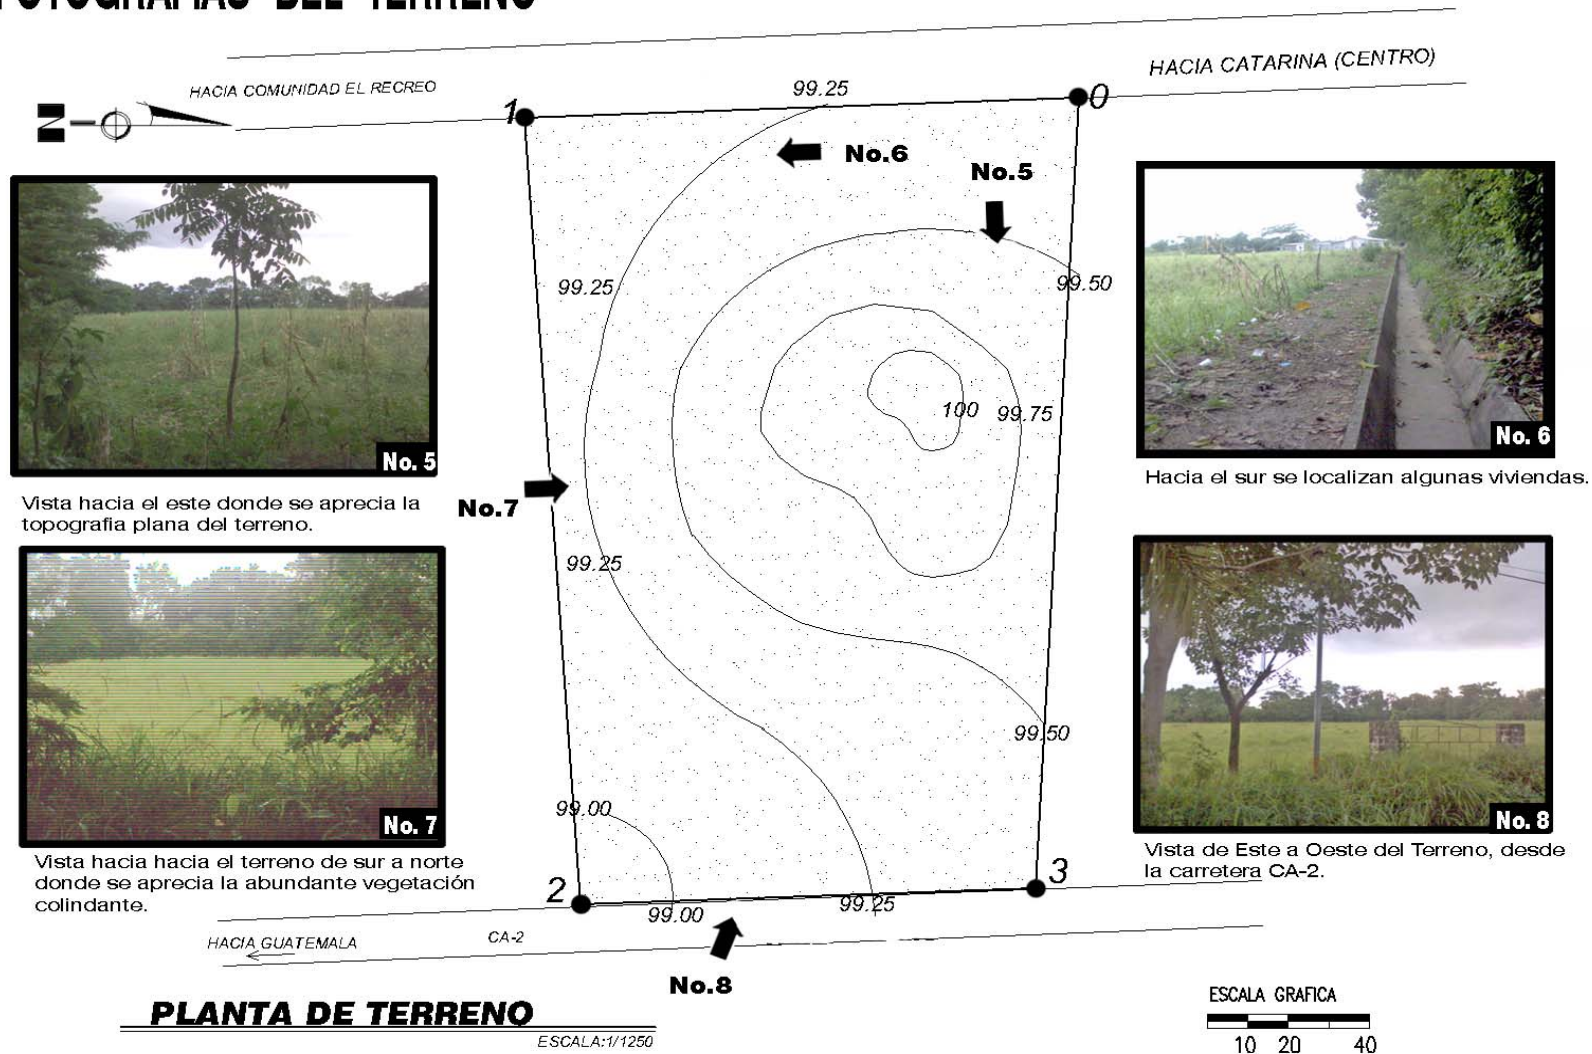 FOTOGRAFIAS DEL TERRENO
HACIA COMUNIDAD EL RECREO
HACIA CATARINA (CENTRO)
N
99.25
1
0
No.6
No.5
99.25
99.50
100
99.75
No. 5
Vista hacia el este donde se aprecia la
topografia plana del terreno.
No. 6
Hacia el sur se localizan algunas viviendas.
No.7
99.25
99.50
99.00
No. 7
Vista hacia hacia el terreno de sur a norte
donde se aprecia la abundante vegetación
colindante.
No. 8
Vista de Este a Oeste del Terreno, desde
la carretera CA-2.
2
3
99.00
99.25
HACIA GUATEMALA
CA-2
No.8
PLANTA DE TERRENO
ESCALA:1/1250
ESCALA GRAFICA
10 20 40